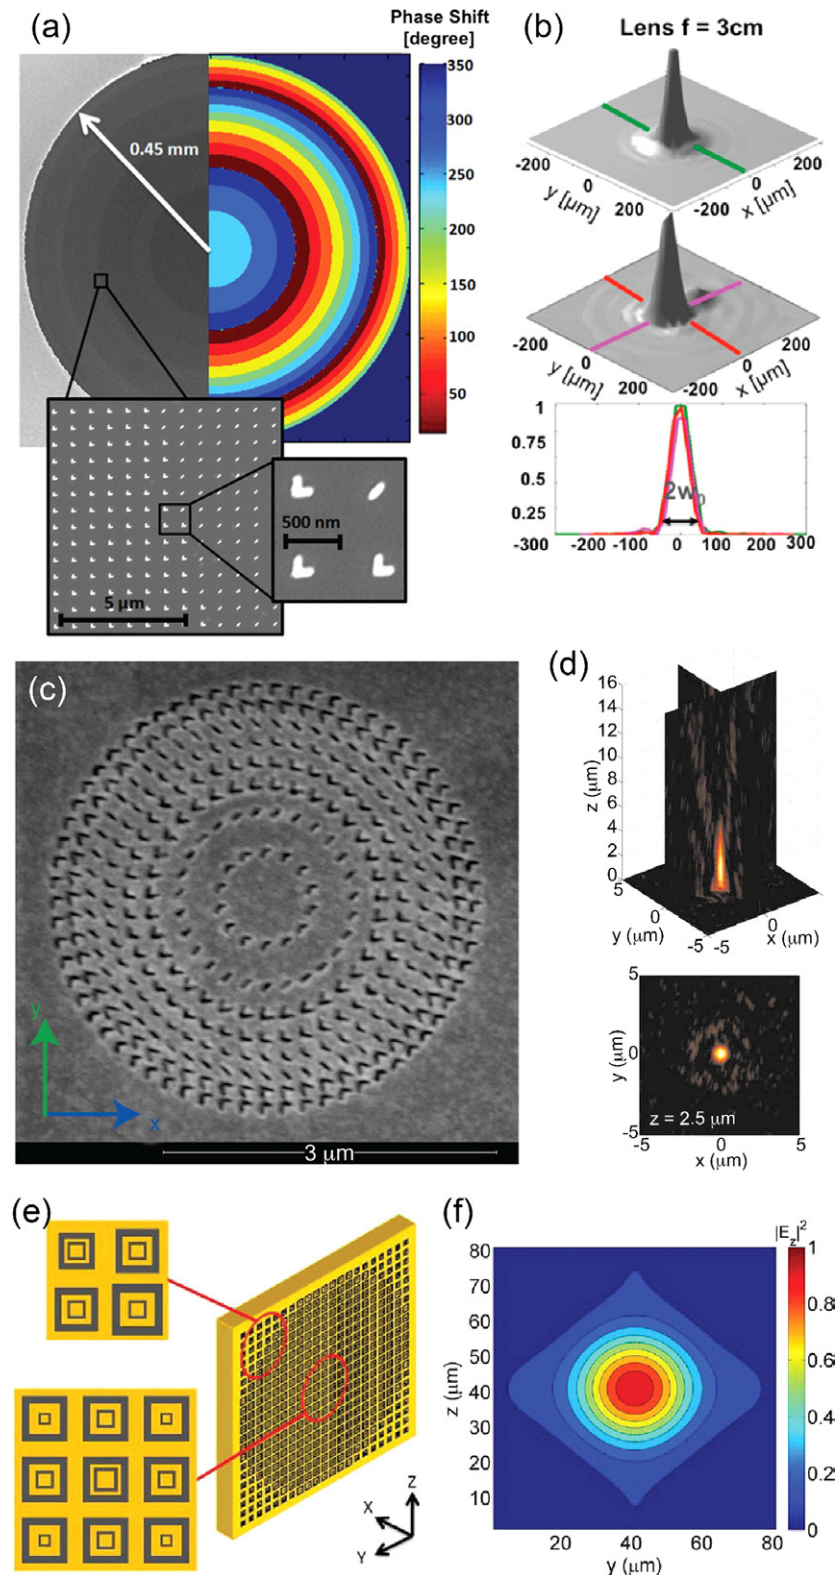 (a)
Phase Shift
[degree]
0.45 mm
350
300
250
200
150
100
50
500 nm
5 μm
(b)
Lens f = 3cm
-200
0
200
y [μm]
-200
0
200
x [μm]
-200
0
200
y [μm]
-200
0
200
x [μm]
1
0.75
0.5
0.25
2w0
-300 -200 -100 0 100 200 300
(c)
y
x
3 μm
(d)
16
14
12
10
8
6
4
2
0
z (μm)
5
0
-5
y (μm)
-5
0
x (μm)
5
0
-5
y (μm)
z = 2.5 μm
-5 0 5
x (μm)
(e)
X
Y
Z
(f)
|Ez|2
80
70
60
50
40
30
20
10
z (μm)
20 40 60 80
y (μm)
1
0.8
0.6
0.4
0.2
0